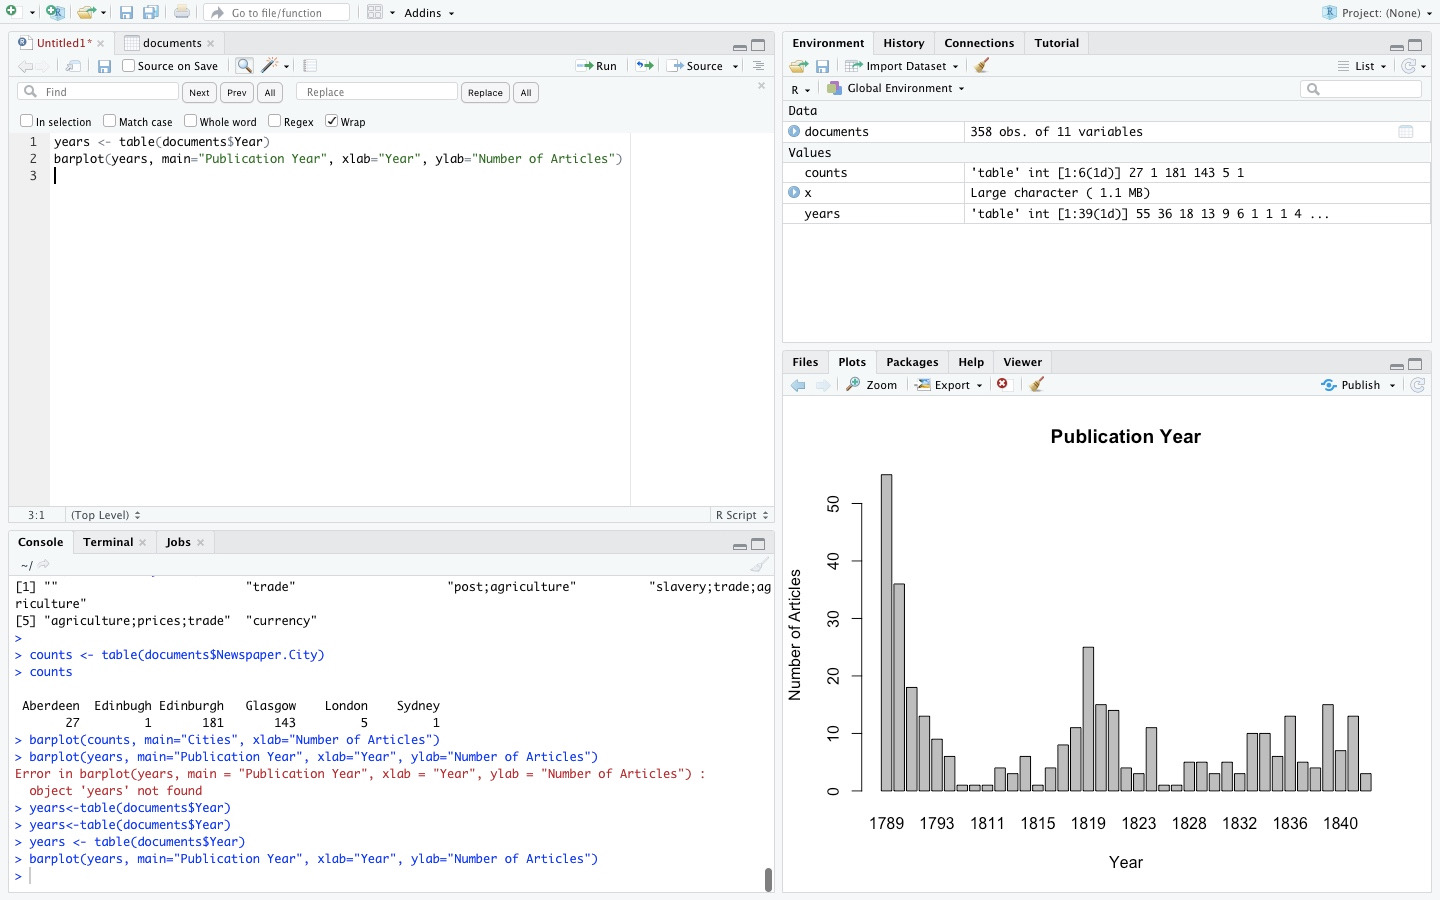 Go to file/function
Addins
Project: (None)
Untitled1*
documents
Source on Save
Run
Source
Find
Next
Prev
All
Replace
Replace
All
In selection
Match case
Whole word
Regex
Wrap
1 years <- table(documents$Year)
2 barplot(years, main="Publication Year", xlab="Year", ylab="Number of Articles")
3
3:1
(Top Level)
R Script
Console
Terminal
Jobs
~/
[1] "" "trade" "post;agriculture" "slavery;trade;ag
riculture"
[5] "agriculture;prices;trade" "currency"
>
> counts <- table(documents$Newspaper.City)
> counts
Aberdeen Edinbugh Edinburgh Glasgow London Sydney
27 1 181 143 5 1
> barplot(counts, main="Cities", xlab="Number of Articles")
> barplot(years, main="Publication Year", xlab="Year", ylab="Number of Articles")
Error in barplot(years, main = "Publication Year", xlab = "Year", ylab = "Number of Articles") :
object 'years' not found
> years<-table(documents$Year)
> years<-table(documents$Year)
> years <- table(documents$Year)
> barplot(years, main="Publication Year", xlab="Year", ylab="Number of Articles")
>
Environment
History
Connections
Tutorial
Import Dataset
List
R
Global Environment
Data
documents 358 obs. of 11 variables
Values
counts 'table' int [1:6(1d)] 27 1 181 143 5 1
x Large character ( 1.1 MB)
years 'table' int [1:39(1d)] 55 36 18 13 9 6 1 1 1 4 ...
Files
Plots
Packages
Help
Viewer
Zoom
Export
Publish
Publication Year
Number of Articles
50
40
30
20
10
0
1789 1793 1811 1815 1819 1823 1828 1832 1836 1840
Year